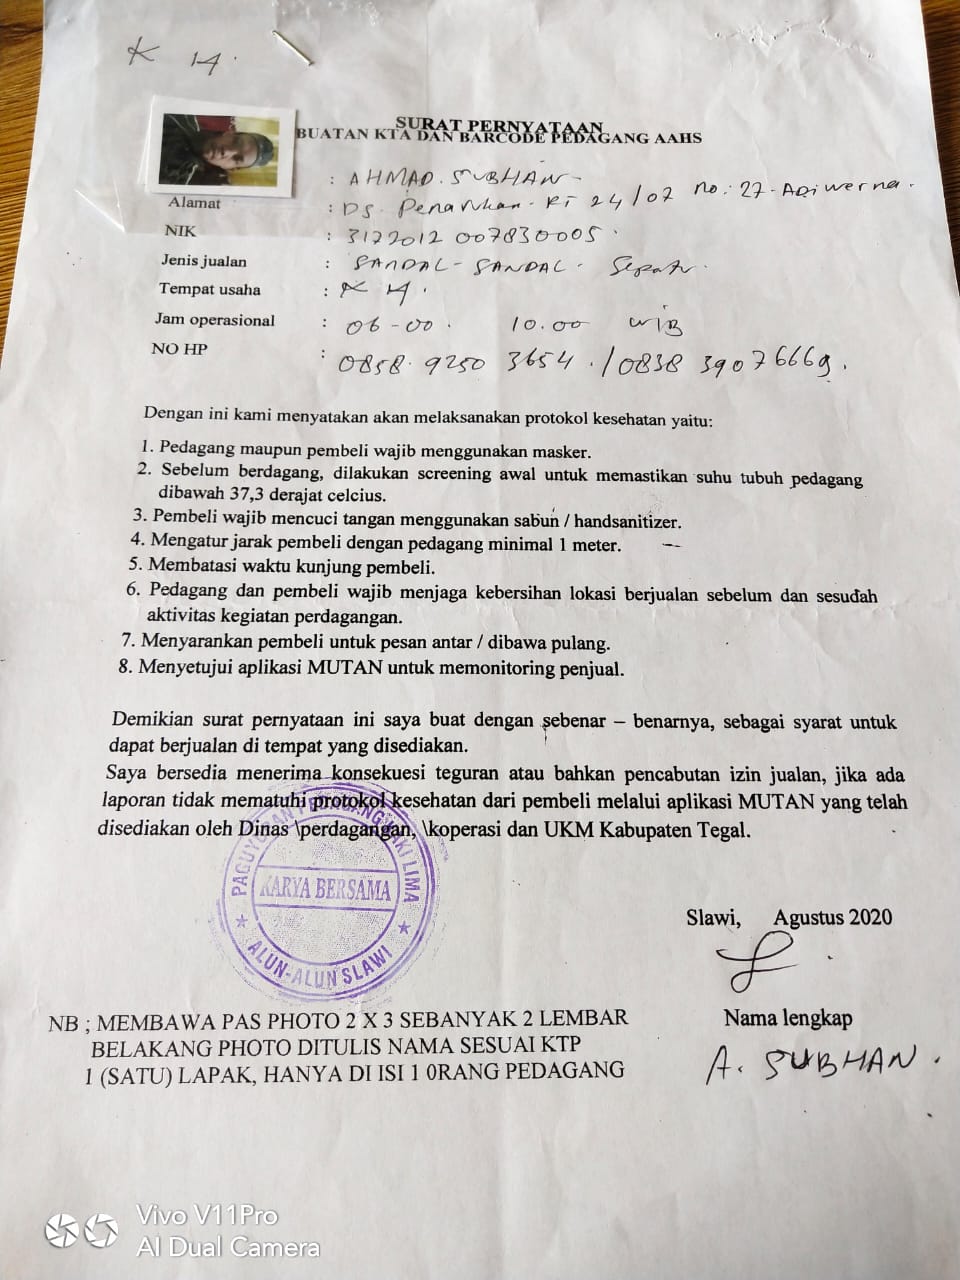 K 14.
SURAT PERNYATAAN
BUATAN KTA DAN BARCODE PEDAGANG AAHS
: AHMAD. SUBHAN -
Alamat : DS. Penarukan. RT 24/07 no: 27- ADiwerna.
NIK : 3172012 007830005.
Jenis jualan : SANDAL - SANDAL - Sepatu.
Tempat usaha : K 14.
Jam operasional : 06-00. 10.00 WIB
NO HP : 0858. 9250 3654 . / 0838 39076669.
Dengan ini kami menyatakan akan melaksanakan protokol kesehatan yaitu:
1. Pedagang maupun pembeli wajib menggunakan masker.
2. Sebelum berdagang, dilakukan screening awal untuk memastikan suhu tubuh pedagang
dibawah 37,3 derajat celcius.
3. Pembeli wajib mencuci tangan menggunakan sabun / handsanitizer.
4. Mengatur jarak pembeli dengan pedagang minimal 1 meter.
5. Membatasi waktu kunjung pembeli.
6. Pedagang dan pembeli wajib menjaga kebersihan lokasi berjualan sebelum dan sesudah
aktivitas kegiatan perdagangan.
7. Menyarankan pembeli untuk pesan antar / dibawa pulang.
8. Menyetujui aplikasi MUTAN untuk memonitoring penjual.
Demikian surat pernyataan ini saya buat dengan sebenar – benarnya, sebagai syarat untuk
dapat berjualan di tempat yang disediakan.
Saya bersedia menerima konsekuesi teguran atau bahkan pencabutan izin jualan, jika ada
laporan tidak mematuhi protokol kesehatan dari pembeli melalui aplikasi MUTAN yang telah
disediakan oleh Dinas \perdagangan, \koperasi dan UKM Kabupaten Tegal.
PAGUYUBAN PEDAGANG KAKI LIMA
KARYA BERSAMA
ALUN-ALUN SLAWI
Slawi, Agustus 2020
Nama lengkap
A. SUBHAN.
NB ; MEMBAWA PAS PHOTO 2 X 3 SEBANYAK 2 LEMBAR
BELAKANG PHOTO DITULIS NAMA SESUAI KTP
1 (SATU) LAPAK, HANYA DI ISI 1 0RANG PEDAGANG
Vivo V11Pro
AI Dual Camera